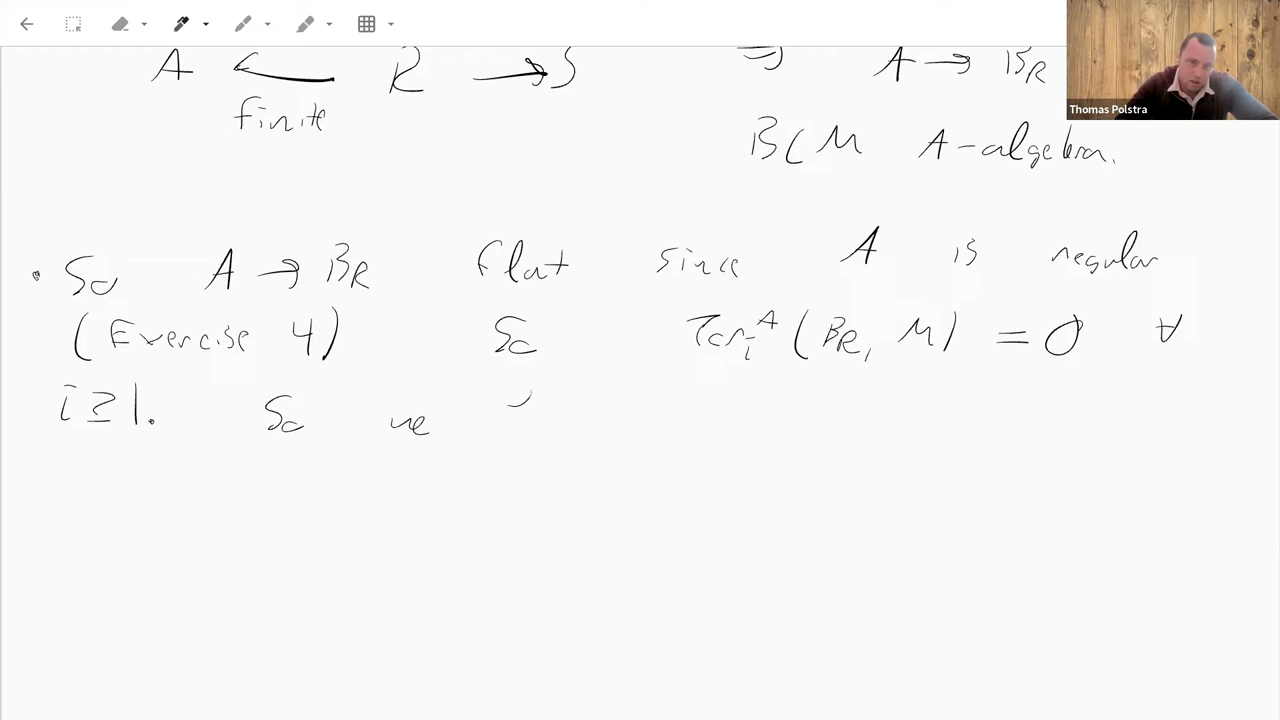 A ← R → S ⇒ A → B_R
finite
BCM A-algebra.
Thomas Polstra
• So A → B_R flat since A is regular
(Exercise 4) So Tor_i^A (B_R, M) = 0 ∀
i ≥ 1. So we